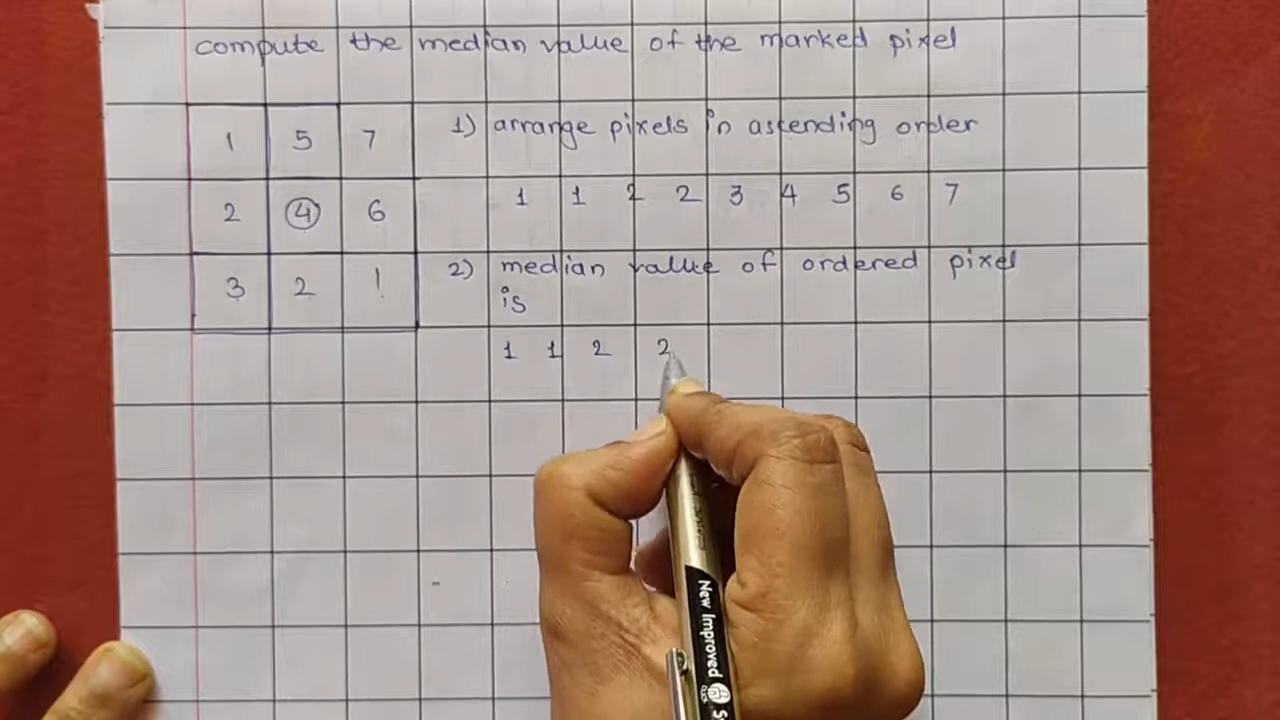 compute the median value of the marked pixel
1 5 7
2 4 6
3 2 1
1) arrange pixels in ascending order
1 1 2 2 3 4 5 6 7
2) median value of ordered pixel
is
1 1 2 2
New Improved